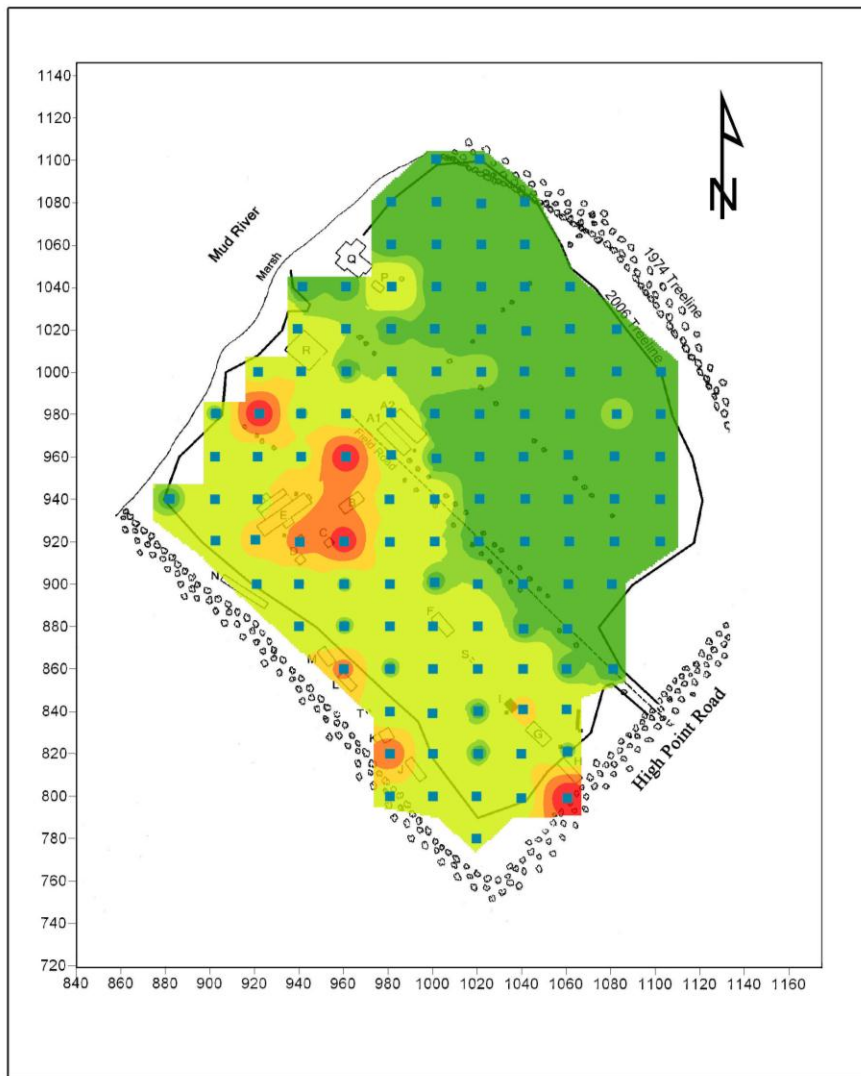 1140
1120
1100
1080
1060
1040
1020
1000
980
960
940
920
900
880
860
840
820
800
780
760
740
720
840 860 880 900 920 940 960 980 1000 1020 1040 1060 1080 1100 1120 1140 1160
N
Mud River
Marsh
1974 Treeline
2006 Treeline
Field Road
High Point Road
Q
P
R
A2
A1
B
E
C
D
N
F
S
M
L
I
T
K
J
G
H